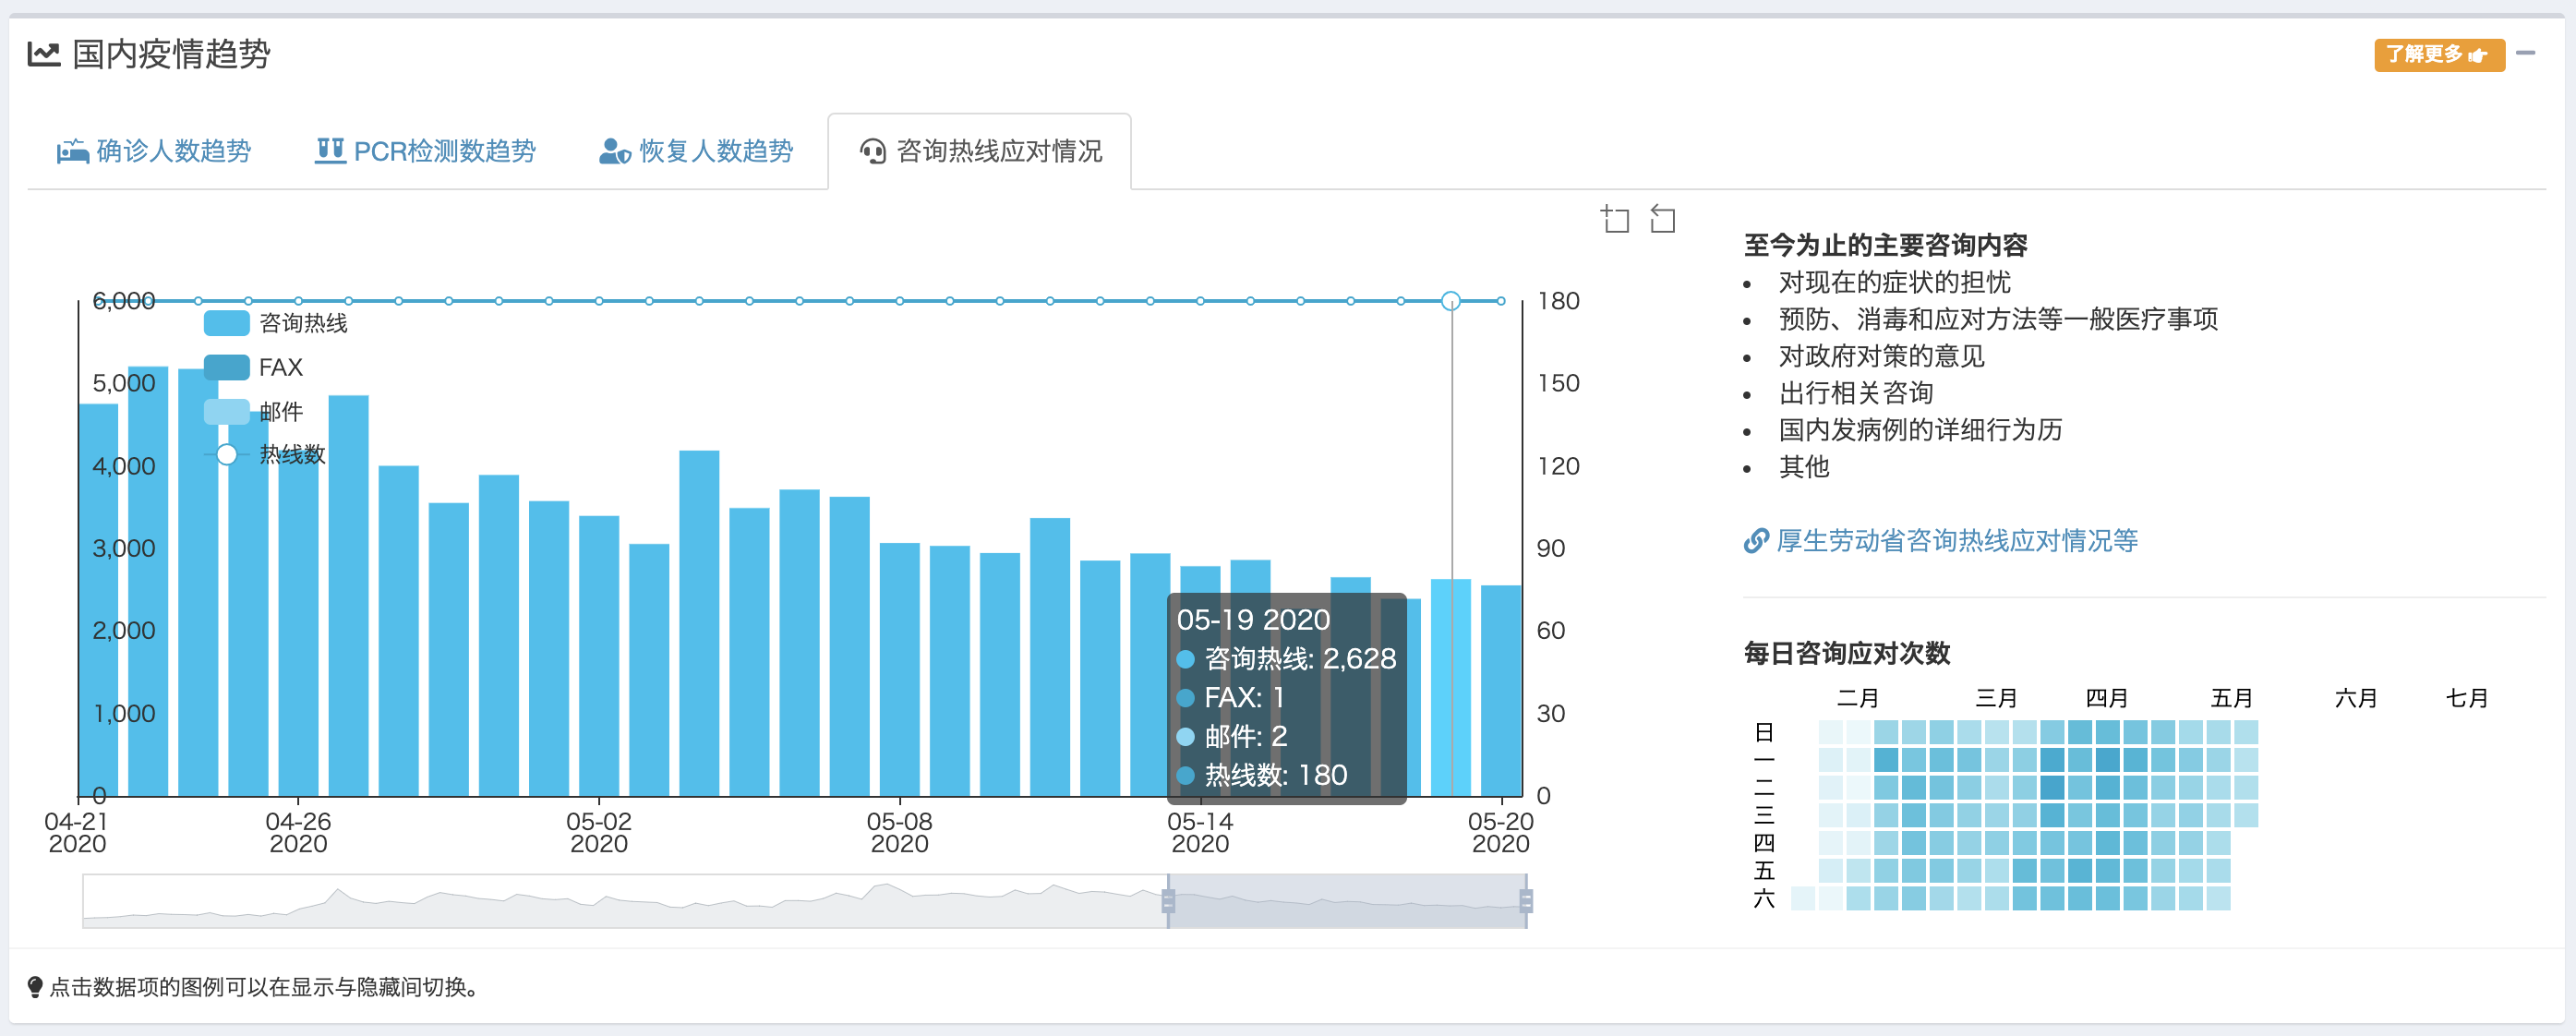 国内疫情趋势
了解更多
确诊人数趋势
PCR检测数趋势
恢复人数趋势
咨询热线应对情况
6,000
5,000
4,000
3,000
2,000
1,000
0
咨询热线
FAX
邮件
热线数
180
150
120
90
60
30
0
05-19 2020
咨询热线: 2,628
FAX: 1
邮件: 2
热线数: 180
04-21
2020
04-26
2020
05-02
2020
05-08
2020
05-14
2020
05-20
2020
至今为止的主要咨询内容
• 对现在的症状的担忧
• 预防、消毒和应对方法等一般医疗事项
• 对政府对策的意见
• 出行相关咨询
• 国内发病例的详细行为历
• 其他
厚生劳动省咨询热线应对情况等
每日咨询应对次数
二月 三月 四月 五月 六月 七月
日
一
二
三
四
五
六
点击数据项的图例可以在显示与隐藏间切换。